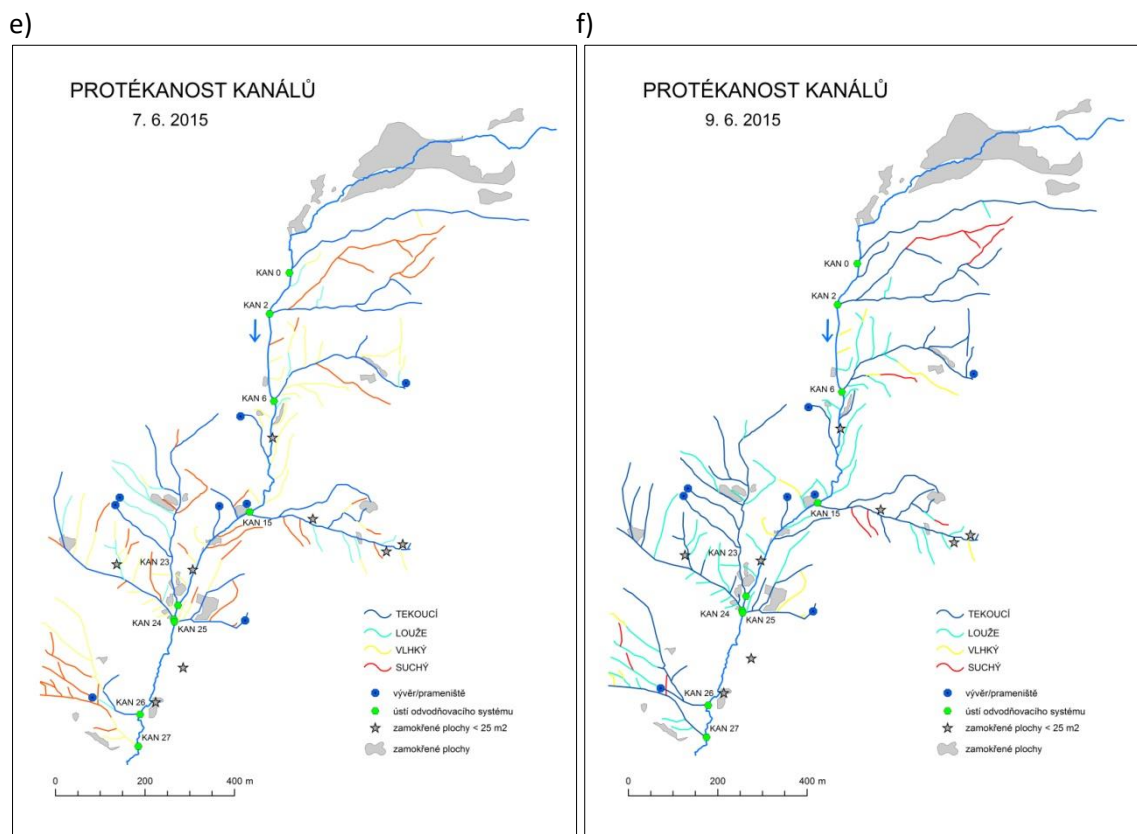 e)
PROTÉKANOST KANÁLŮ
7. 6. 2015
KAN 0
KAN 2
KAN 6
KAN 15
KAN 23
KAN 24
KAN 25
KAN 26
KAN 27
TEKOUCÍ
LOUŽE
VLHKÝ
SUCHÝ
vývěr/prameniště
ústí odvodňovacího systému
zamokřené plochy < 25 m2
zamokřené plochy
0 200 400 m
f)
PROTÉKANOST KANÁLŮ
9. 6. 2015
KAN 0
KAN 2
KAN 6
KAN 15
KAN 23
KAN 24
KAN 25
KAN 26
KAN 27
TEKOUCÍ
LOUŽE
VLHKÝ
SUCHÝ
vývěr/prameniště
ústí odvodňovacího systému
zamokřené plochy < 25 m2
zamokřené plochy
0 200 400 m